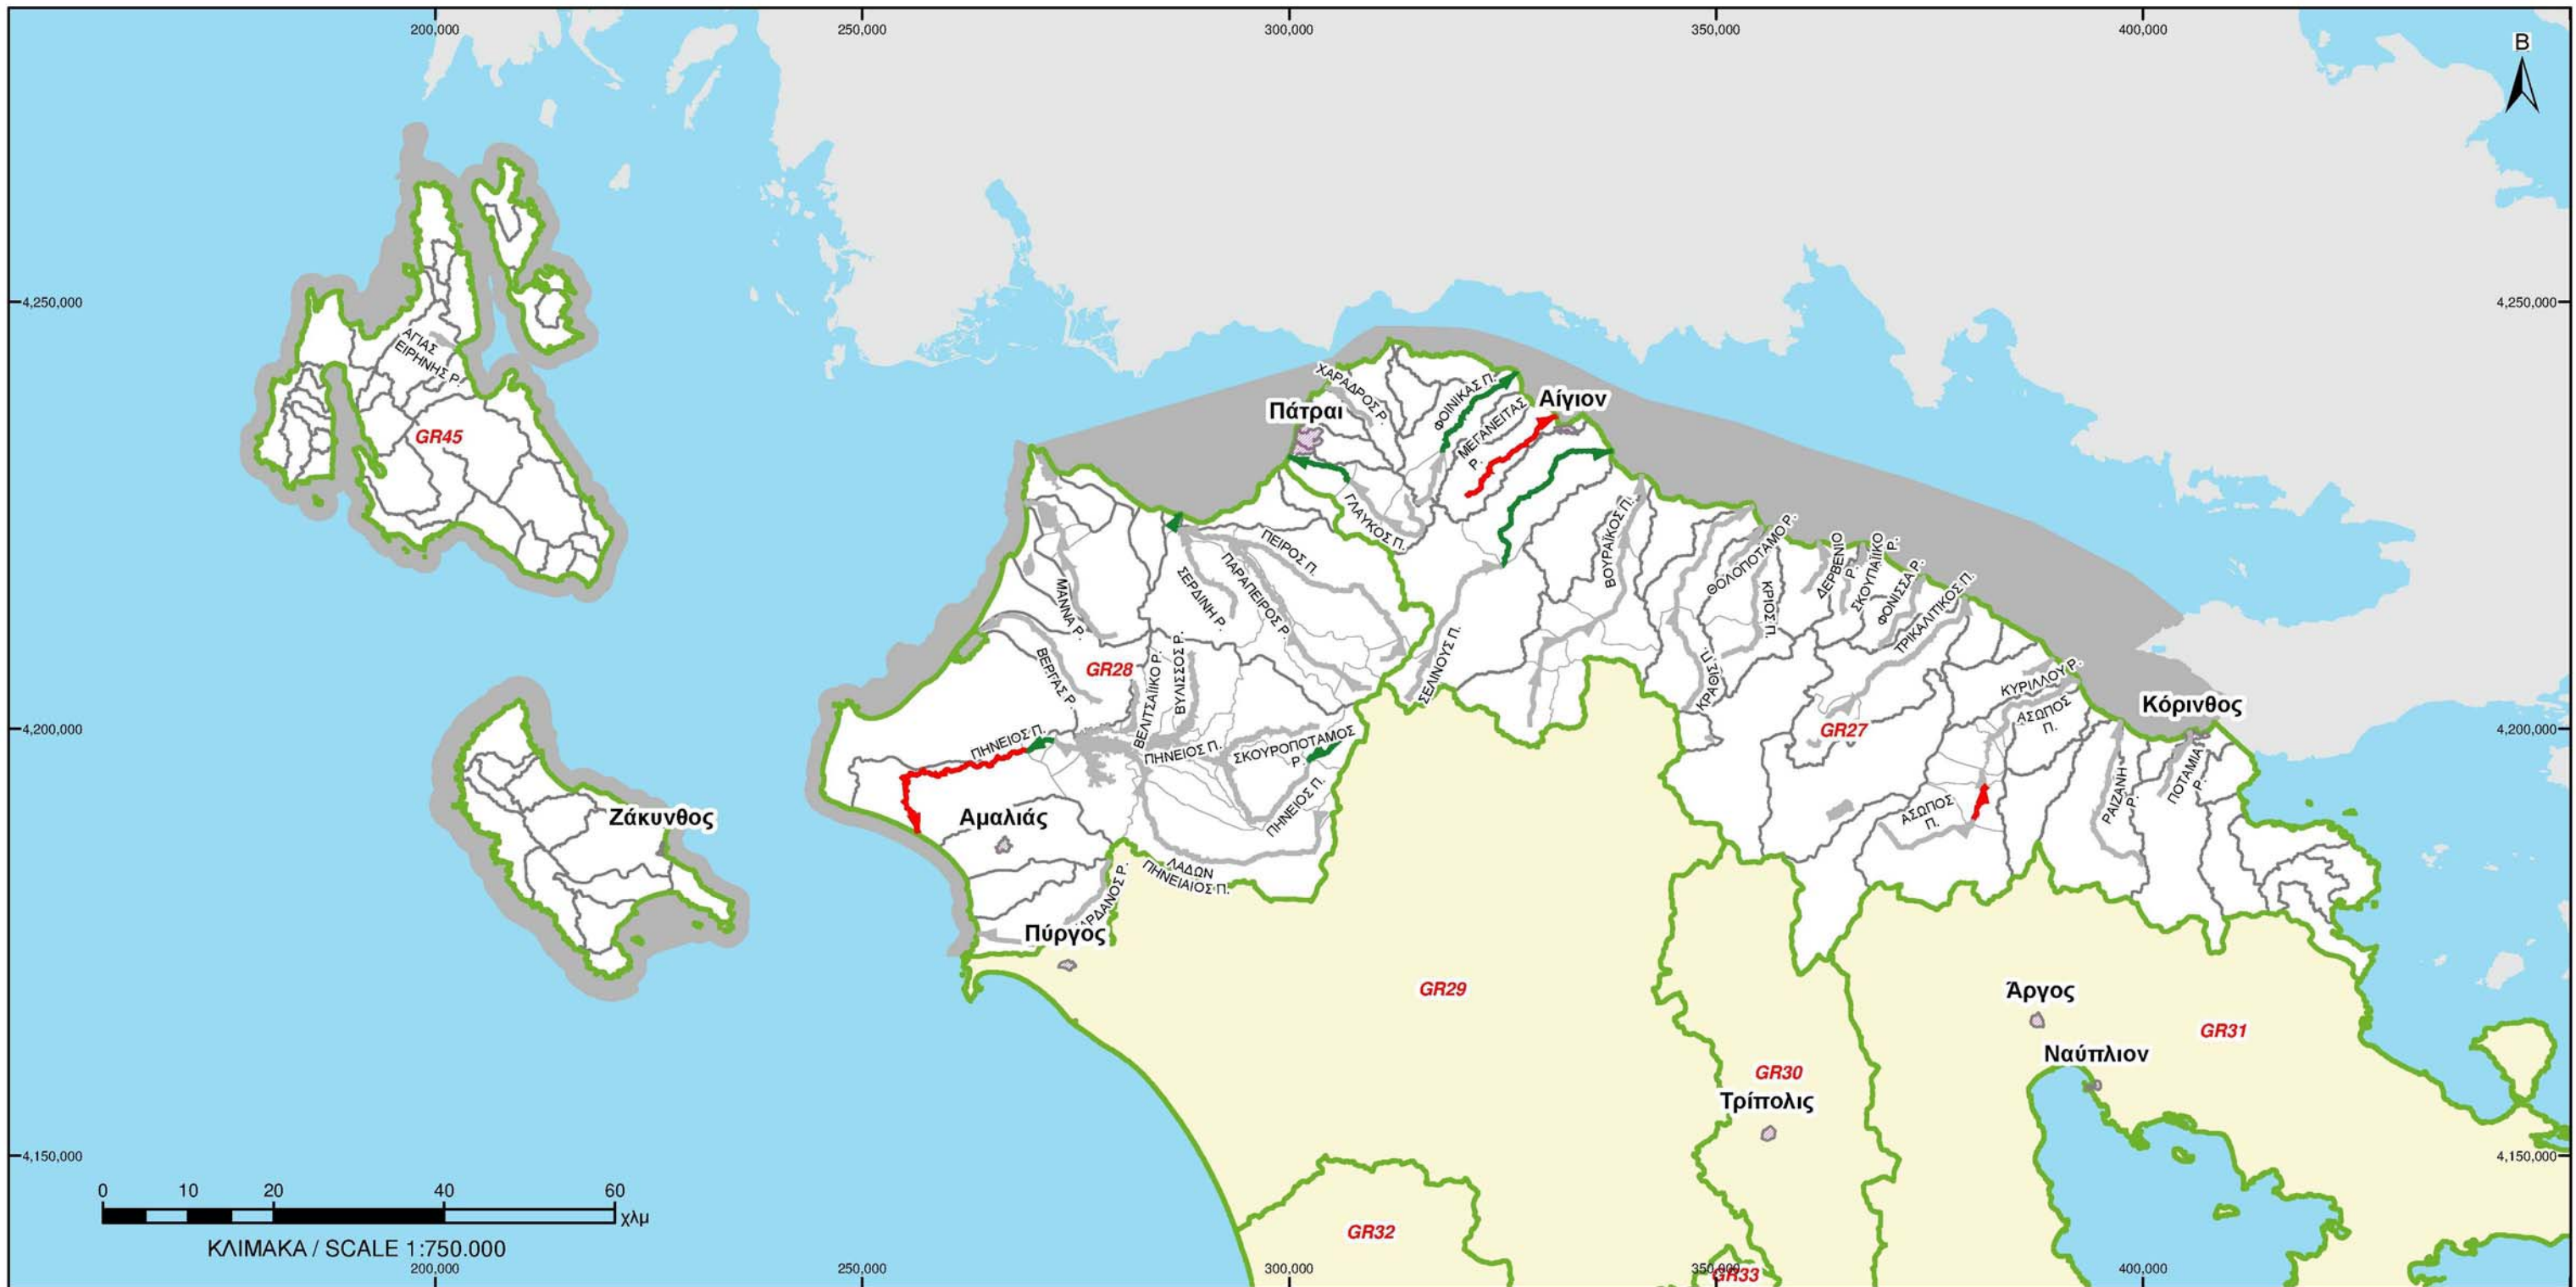 200,000
250,000
300,000
350,000
400,000
Β
4,250,000
4,250,000
ΑΓΙΑΣ
ΕΙΡΗΝΗΣ Ρ.
GR45
Πάτραι
ΧΑΡΑΔΡΟΣ Ρ.
ΦΟΙΝΙΚΑΣ Π.
ΜΕΓΑΝΕΙΤΑΣ
Ρ.
Αίγιον
ΓΛΑΥΚΟΣ Π.
ΠΕΙΡΟΣ Π.
ΠΑΡΑΠΕΙΡΟΣ Ρ.
ΣΕΡΔΙΝΗ Ρ.
ΜΑΝΝΑ Ρ.
ΒΕΡΓΑΣ Ρ.
GR28
ΒΕΛΙΤΣΑΙΙΚΟ Ρ.
ΒΥΛΙΣΣΟΣ Ρ.
ΣΕΛΙΝΟΥΣ Π.
ΒΟΥΡΑΪΚΟΣ Π.
ΘΟΛΟΠΟΤΑΜΟ Ρ.
ΚΡΙΟΣ Π.
ΚΡΑΘΙΣ Π.
ΔΕΡΒΕΝΙΟ
Ρ.
ΣΚΟΥΠΑΪΙΚΟ
Ρ.
ΦΟΝΙΣΣΑ Ρ.
ΤΡΙΚΑΛΙΤΙΚΟΣ Π.
ΚΥΡΙΛΛΟΥ Ρ.
ΑΣΩΠΟΣ
Π.
Κόρινθος
4,200,000
4,200,000
GR27
ΠΗΝΕΙΟΣ Π.
ΠΗΝΕΙΟΣ Π.
ΣΚΟΥΡΟΠΟΤΑΜΟΣ
Ρ.
ΠΗΝΕΙΟΣ Π.
ΑΣΩΠΟΣ
Π.
ΡΑΙΖΑΝΗ
Ρ.
ΠΟΤΑΜΙΑ
Ρ.
Ζάκυνθος
Αμαλιάς
ΛΑΔΩΝ
ΠΗΝΕΙΑΙΟΣ Π.
Πύργος
GR29
Άργος
GR31
Ναύπλιον
GR30
Τρίπολις
4,150,000
4,150,000
0
10
20
40
60
χλμ
ΚΛΙΜΑΚΑ / SCALE 1:750.000
GR32
GR33
200,000
250,000
300,000
350,000
400,000